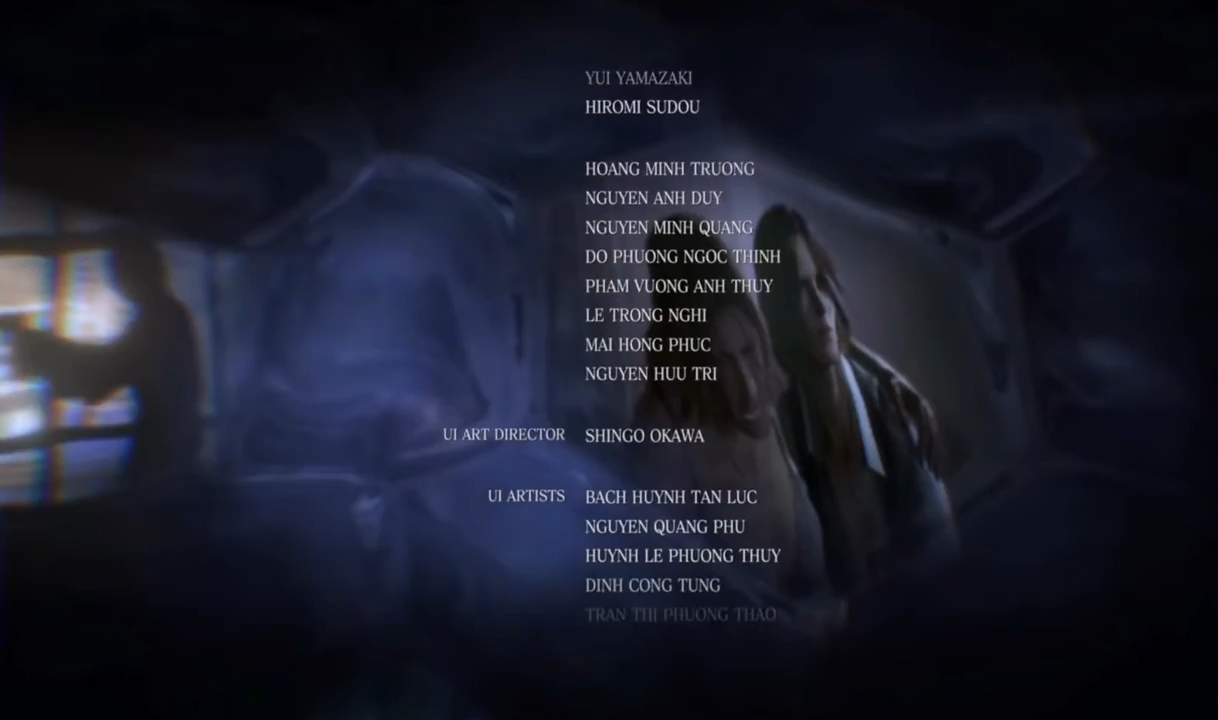 YUI YAMAZAKI
HIROMI SUDOU
HOANG MINH TRUONG
NGUYEN ANH DUY
NGUYEN MINH QUANG
DO PHUONG NGOC THINH
PHAM VUONG ANH THUY
LE TRONG NGHI
MAI HONG PHUC
NGUYEN HUU TRI
UI ART DIRECTOR SHINGO OKAWA
UI ARTISTS BACH HUYNH TAN LUC
NGUYEN QUANG PHU
HUYNH LE PHUONG THUY
DINH CONG TUNG
TRAN THI PHUONG THAO